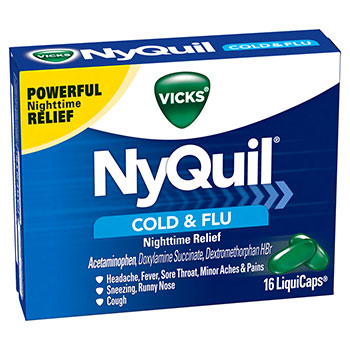 NyQuil COLD & FLU
POWERFUL
Nighttime
RELIEF
VICKS®
NyQuil®
COLD & FLU
Nighttime Relief
Acetaminophen, Doxylamine Succinate, Dextromethorphan HBr
• Headache, Fever, Sore Throat, Minor Aches & Pains
• Sneezing, Runny Nose
• Cough
16 LiquiCaps®